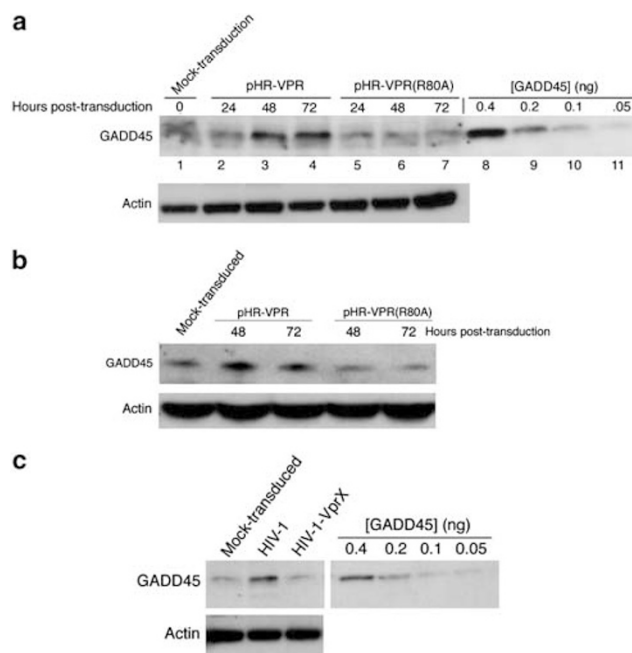 a
Mock-transduction
pHR-VPR pHR-VPR(R80A) [GADD45] (ng)
Hours post-transduction 0 24 48 72 24 48 72 0.4 0.2 0.1 .05
GADD45
1 2 3 4 5 6 7 8 9 10 11
Actin
b
Mock-transduced
pHR-VPR pHR-VPR(R80A)
48 72 48 72 Hours post-transduction
GADD45
Actin
c
Mock-transduced
HIV-1
HIV-1-VprX
[GADD45] (ng)
0.4 0.2 0.1 0.05
GADD45
Actin